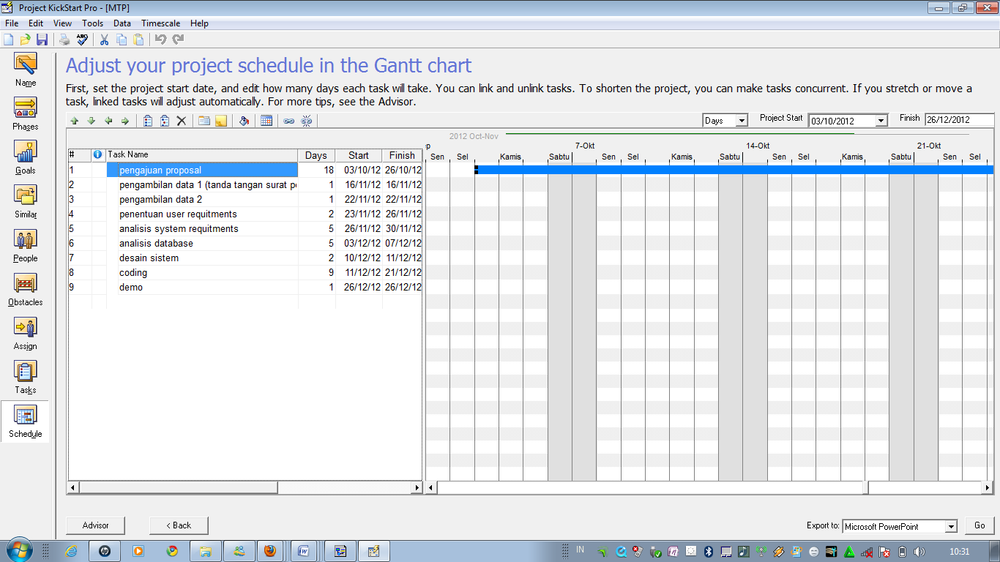 Project KickStart Pro - [MTP]
File Edit View Tools Data Timescale Help
ABC
Name
Phases
Goals
Similar
People
Obstacles
Assign
Tasks
Schedule
Adjust your project schedule in the Gantt chart
First, set the project start date, and edit how many days each task will take. You can link and unlink tasks. To shorten the project, you can make tasks concurrent. If you stretch or move a
task, linked tasks will adjust automatically. For more tips, see the Advisor.
Days Project Start 03/10/2012 Finish 26/12/2012
2012 Oct-Nov
p 7-Okt 14-Okt 21-Okt
Sen Sel Kamis Sabtu Sen Sel Kamis Sabtu Sen Sel Kamis Sabtu Sen Sel
# Task Name Days Start Finish
1 pengajuan proposal 18 03/10/12 26/10/12
2 pengambilan data 1 (tanda tangan surat pe 1 16/11/12 16/11/12
3 pengambilan data 2 1 22/11/12 22/11/12
4 penentuan user requitments 2 23/11/12 26/11/12
5 analisis system requitments 5 26/11/12 30/11/12
6 analisis database 5 03/12/12 07/12/12
7 desain sistem 2 10/12/12 11/12/12
8 coding 9 11/12/12 21/12/12
9 demo 1 26/12/12 26/12/12
Advisor < Back Export to: Microsoft PowerPoint Go
IN 10:31